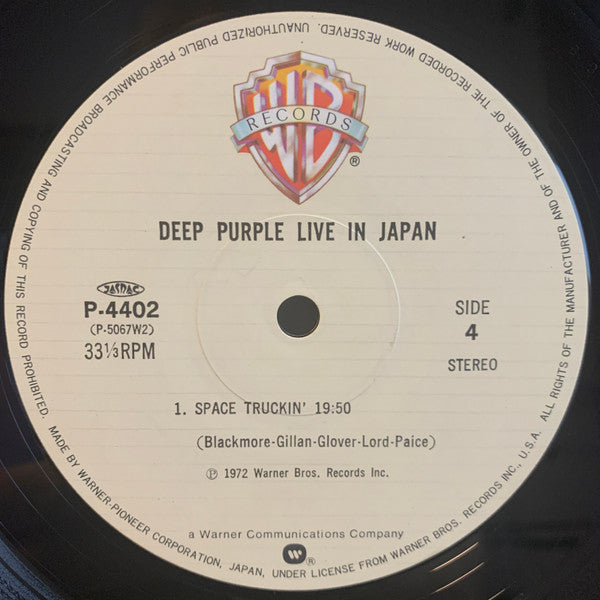 ALL RIGHTS OF THE MANUFACTURER AND OF THE OWNER OF THE RECORDED WORK RESERVED. UNAUTHORIZED PUBLIC PERFORMANCE BROADCASTING AND COPYING OF THIS RECORD PROHIBITED.
WB
RECORDS
®
DEEP PURPLE LIVE IN JAPAN
JASRAC
P-4402
(P-5067W2)
33⅓RPM
SIDE
4
STEREO
1. SPACE TRUCKIN' 19:50
(Blackmore-Gillan-Glover-Lord-Paice)
Ⓟ 1972 Warner Bros. Records Inc.
a Warner Communications Company
®
MADE BY WARNER-PIONEER CORPORATION, JAPAN, UNDER LICENSE FROM WARNER BROS. RECORDS INC., U.S.A.